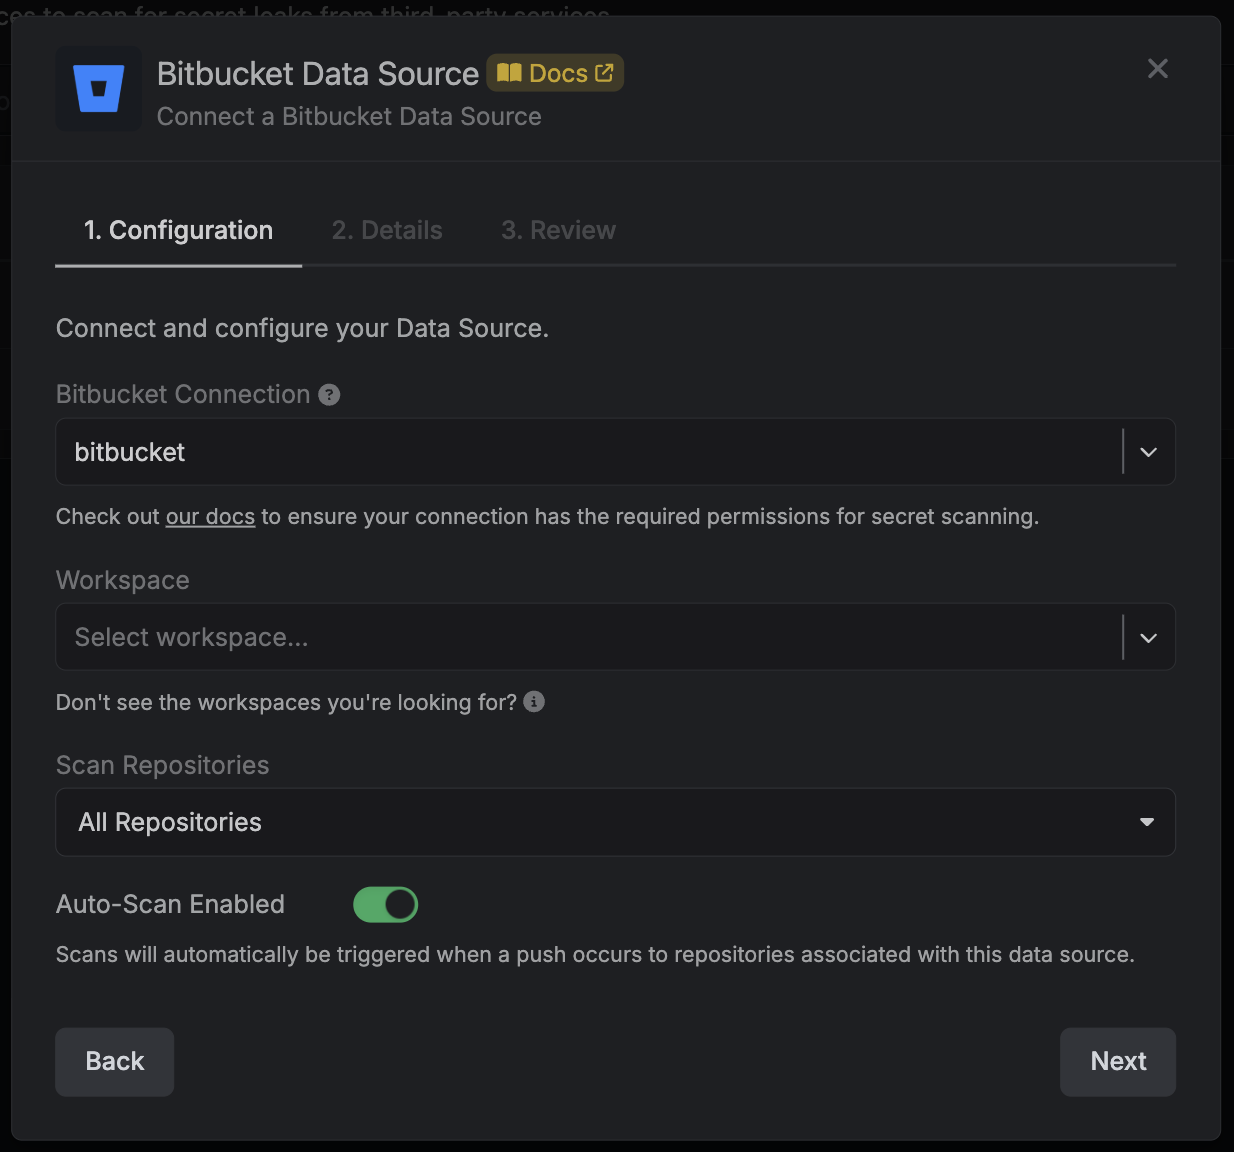 to scan for secret leaks from third-party services
Bitbucket Data Source Docs
Connect a Bitbucket Data Source
1. Configuration 2. Details 3. Review
Connect and configure your Data Source.
Bitbucket Connection ?
bitbucket
Check out our docs to ensure your connection has the required permissions for secret scanning.
Workspace
Select workspace...
Don't see the workspaces you're looking for? i
Scan Repositories
All Repositories
Auto-Scan Enabled
Scans will automatically be triggered when a push occurs to repositories associated with this data source.
Back Next